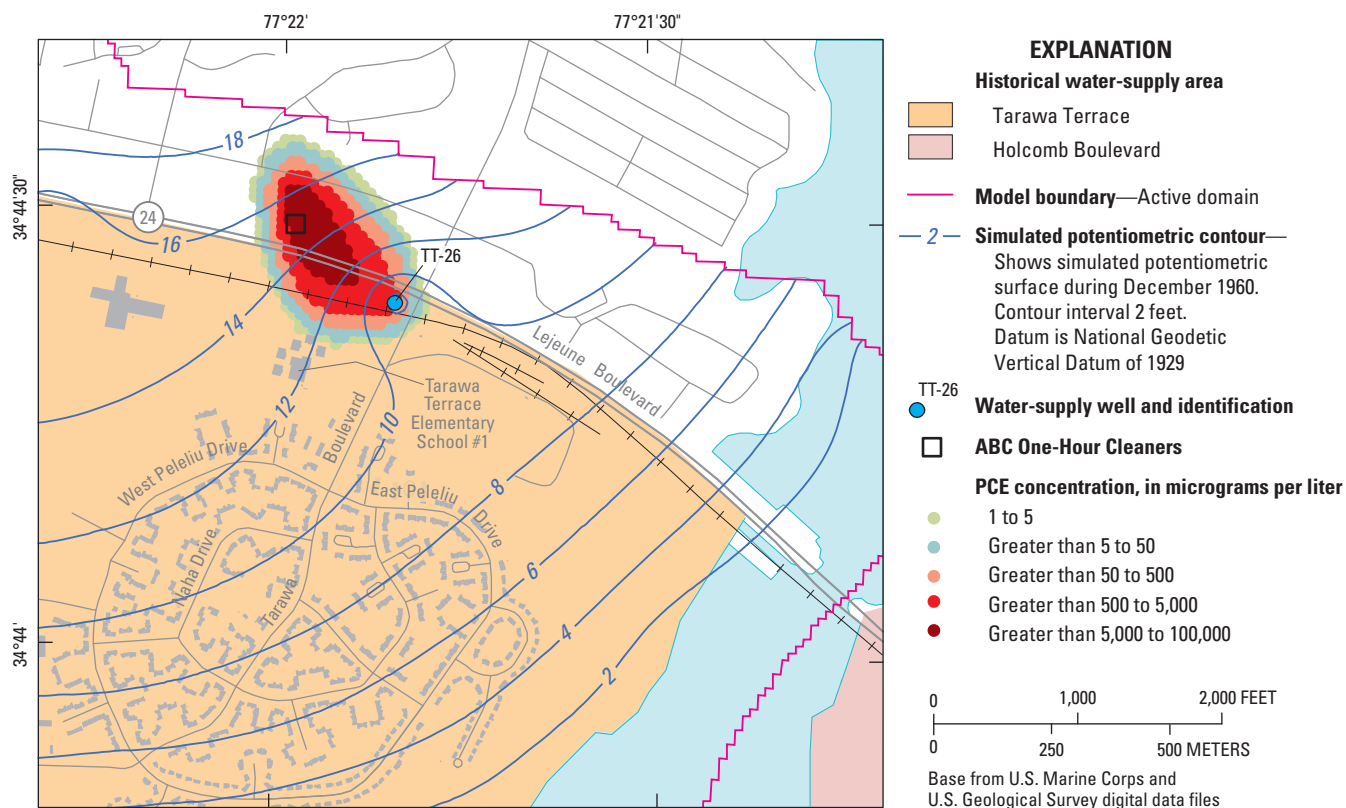 77°22'
77°21'30"
34°44'30"
34°44'
18
24
16
TT-26
14
12
10
8
6
4
2
Lejeune Boulevard
Tarawa
Terrace
Elementary
School #1
Boulevard
West Peleliu Drive
East Peleliu
Drive
Naha Drive
Tarawa
EXPLANATION
Historical water-supply area
Tarawa Terrace
Holcomb Boulevard
Model boundary—Active domain
2
Simulated potentiometric contour—
Shows simulated potentiometric
surface during December 1960.
Contour interval 2 feet.
Datum is National Geodetic
Vertical Datum of 1929
TT-26
Water-supply well and identification
ABC One-Hour Cleaners
PCE concentration, in micrograms per liter
1 to 5
Greater than 5 to 50
Greater than 50 to 500
Greater than 500 to 5,000
Greater than 5,000 to 100,000
0 1,000 2,000 FEET
0 250 500 METERS
Base from U.S. Marine Corps and
U.S. Geological Survey digital data files